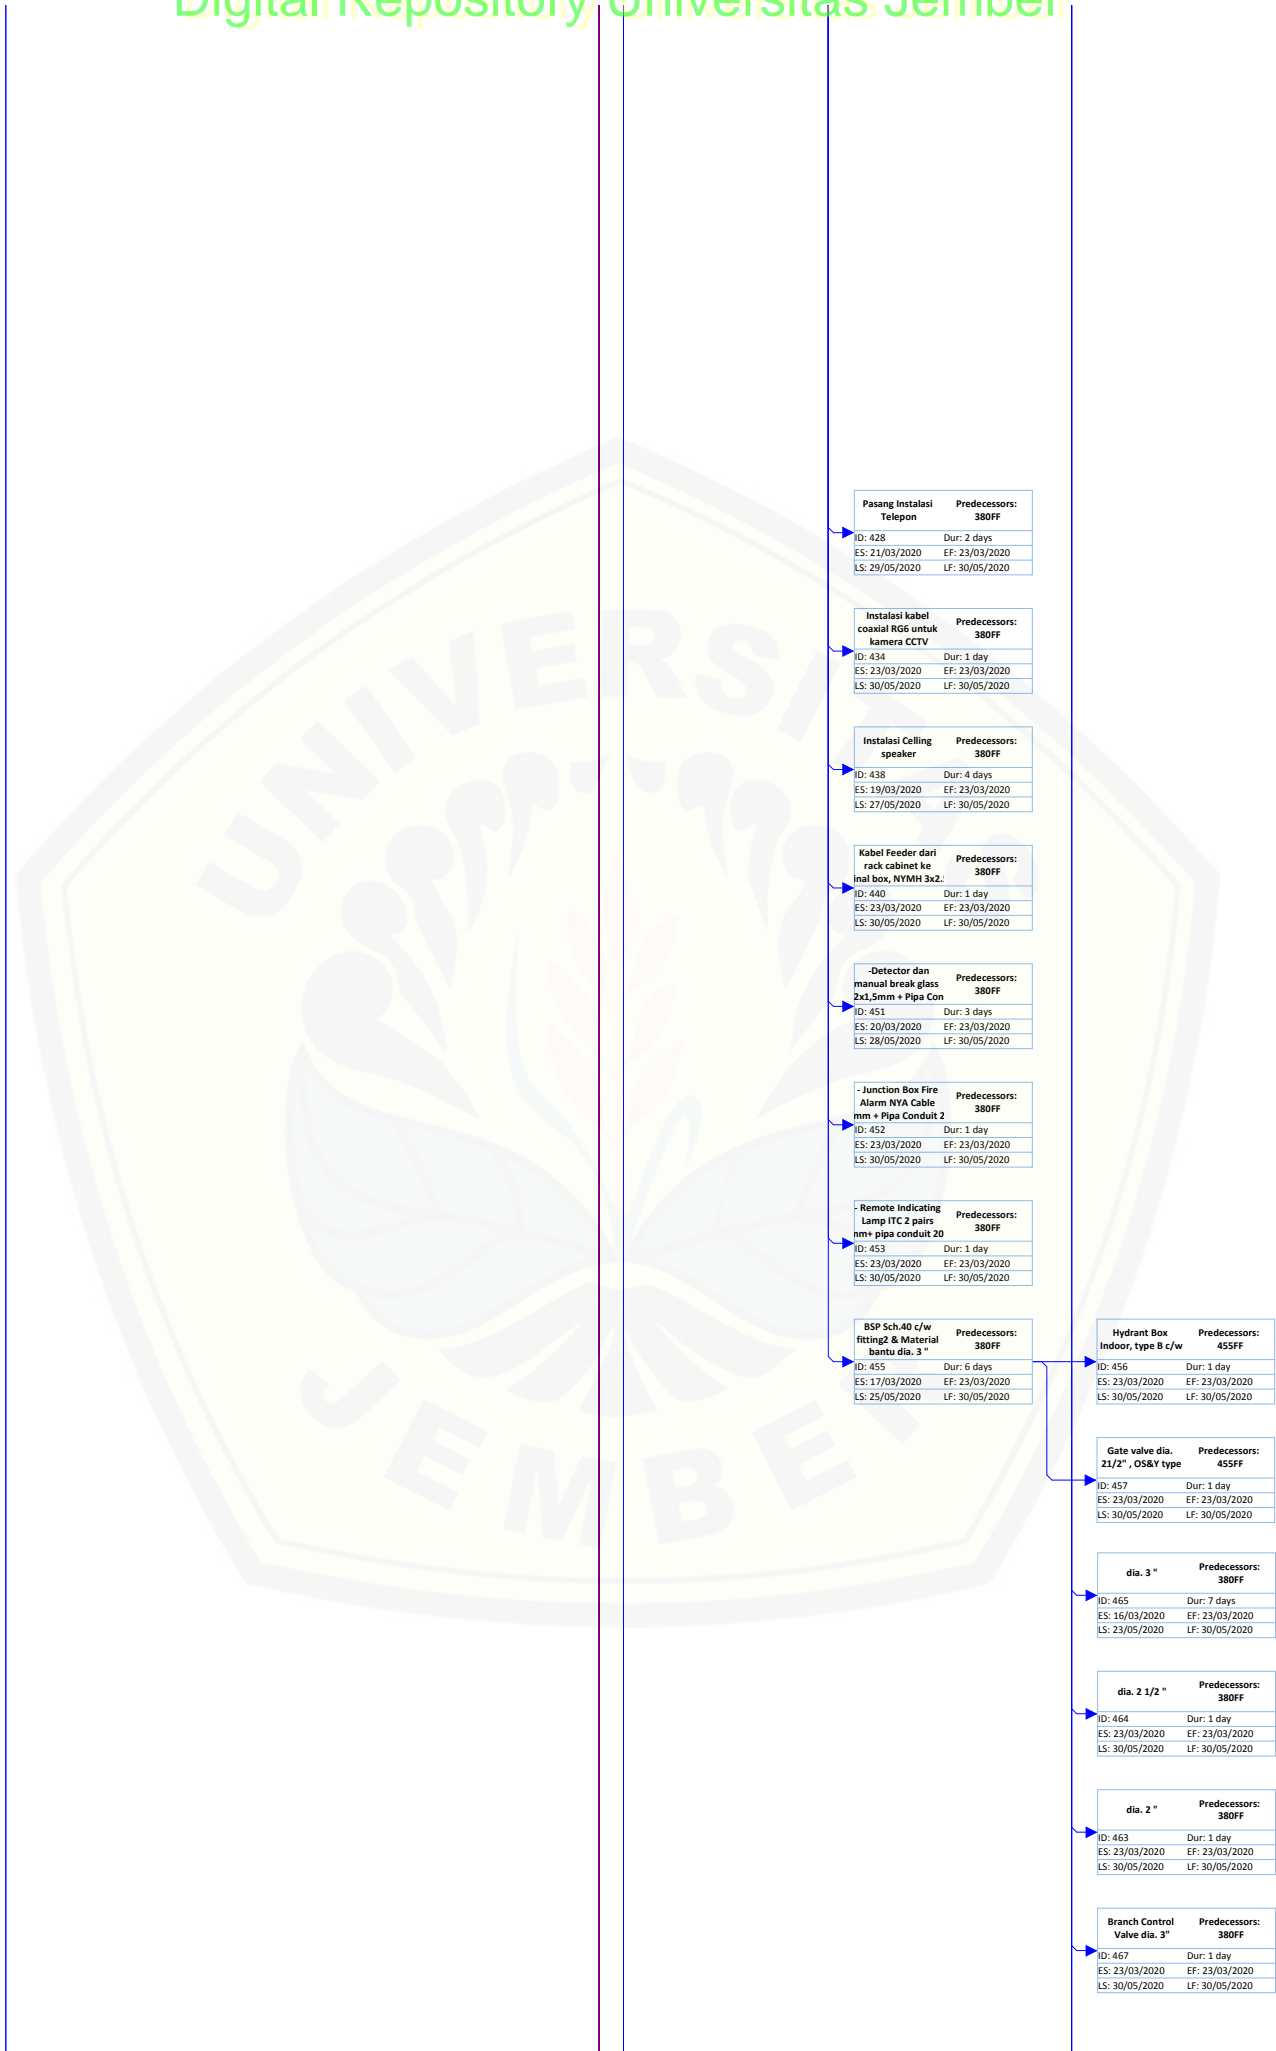 Digital Repository Universitas Jember
UNIVERSITAS
JEMBER
Pasang Instalasi
Telepon
Predecessors:
380FF
ID: 428 Dur: 2 days
ES: 21/03/2020 EF: 23/03/2020
LS: 29/05/2020 LF: 30/05/2020
Instalasi kabel
coaxial RG6 untuk
kamera CCTV
Predecessors:
380FF
ID: 434 Dur: 1 day
ES: 23/03/2020 EF: 23/03/2020
LS: 30/05/2020 LF: 30/05/2020
Instalasi Celling
speaker
Predecessors:
380FF
ID: 438 Dur: 4 days
ES: 19/03/2020 EF: 23/03/2020
LS: 27/05/2020 LF: 30/05/2020
Kabel Feeder dari
rack cabinet ke
inal box, NYMH 3x2.
Predecessors:
380FF
ID: 440 Dur: 1 day
ES: 23/03/2020 EF: 23/03/2020
LS: 30/05/2020 LF: 30/05/2020
-Detector dan
manual break glass
2x1,5mm + Pipa Con
Predecessors:
380FF
ID: 451 Dur: 3 days
ES: 20/03/2020 EF: 23/03/2020
LS: 28/05/2020 LF: 30/05/2020
- Junction Box Fire
Alarm NYA Cable
mm + Pipa Conduit 2
Predecessors:
380FF
ID: 452 Dur: 1 day
ES: 23/03/2020 EF: 23/03/2020
LS: 30/05/2020 LF: 30/05/2020
- Remote Indicating
Lamp ITC 2 pairs
mm+ pipa conduit 20
Predecessors:
380FF
ID: 453 Dur: 1 day
ES: 23/03/2020 EF: 23/03/2020
LS: 30/05/2020 LF: 30/05/2020
BSP Sch.40 c/w
fitting2 & Material
bantu dia. 3 "
Predecessors:
380FF
ID: 455 Dur: 6 days
ES: 17/03/2020 EF: 23/03/2020
LS: 25/05/2020 LF: 30/05/2020
Hydrant Box
Indoor, type B c/w
Predecessors:
455FF
ID: 456 Dur: 1 day
ES: 23/03/2020 EF: 23/03/2020
LS: 30/05/2020 LF: 30/05/2020
Gate valve dia.
21/2" , OS&Y type
Predecessors:
455FF
ID: 457 Dur: 1 day
ES: 23/03/2020 EF: 23/03/2020
LS: 30/05/2020 LF: 30/05/2020
dia. 3 "
Predecessors:
380FF
ID: 465 Dur: 7 days
ES: 16/03/2020 EF: 23/03/2020
LS: 23/05/2020 LF: 30/05/2020
dia. 2 1/2 "
Predecessors:
380FF
ID: 464 Dur: 1 day
ES: 23/03/2020 EF: 23/03/2020
LS: 30/05/2020 LF: 30/05/2020
dia. 2 "
Predecessors:
380FF
ID: 463 Dur: 1 day
ES: 23/03/2020 EF: 23/03/2020
LS: 30/05/2020 LF: 30/05/2020
Branch Control
Valve dia. 3"
Predecessors:
380FF
ID: 467 Dur: 1 day
ES: 23/03/2020 EF: 23/03/2020
LS: 30/05/2020 LF: 30/05/2020